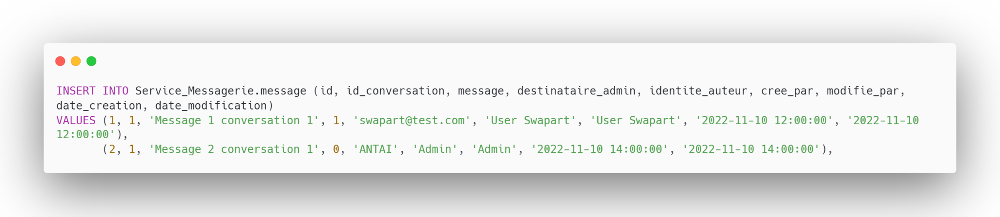 INSERT INTO Service_Messagerie.message (id, id_conversation, message, destinataire_admin, identite_auteur, cree_par, modifie_par,
date_creation, date_modification)
VALUES (1, 1, 'Message 1 conversation 1', 1, 'swapart@test.com', 'User Swapart', 'User Swapart', '2022-11-10 12:00:00', '2022-11-10
12:00:00'),
       (2, 1, 'Message 2 conversation 1', 0, 'ANTAI', 'Admin', 'Admin', '2022-11-10 14:00:00', '2022-11-10 14:00:00'),